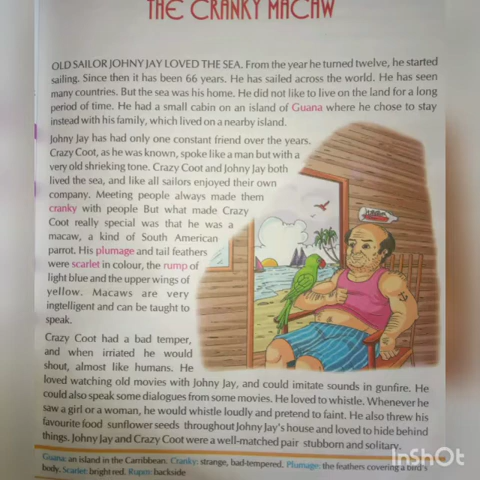 THE CRANKY MACAW
OLD SAILOR JOHNY JAY LOVED THE SEA. From the year he turned twelve, he started
sailing. Since then it has been 66 years. He has sailed across the world. He has seen
many countries. But the sea was his home. He did not like to live on the land for a long
period of time. He had a small cabin on an island of Guana where he chose to stay
instead with his family, which lived on a nearby island.
Johny Jay has had only one constant friend over the years.
Crazy Coot, as he was known, spoke like a man but with a
very old shrieking tone. Crazy Coot and Johny Jay both
lived the sea, and like all sailors enjoyed their own
company. Meeting people always made them
cranky with people But what made Crazy
Coot really special was that he was a
macaw, a kind of South American
parrot. His plumage and tail feathers
were scarlet in colour, the rump of
light blue and the upper wings of
yellow. Macaws are very
ingtelligent and can be taught to
speak.
Crazy Coot had a bad temper,
and when irriated he would
shout, almost like humans. He
loved watching old movies with Johny Jay, and could imitate sounds in gunfire. He
could also speak some dialogues from some movies. He loved to whistle. Whenever he
saw a girl or a woman, he would whistle loudly and pretend to faint. He also threw his
favourite food sunflower seeds throughout Johny Jay's house and loved to hide behind
things. Johny Jay and Crazy Coot were a well-matched pair stubbom and solitary.
Guana: an island in the Carribbean. Cranky: strange, bad-tempered. Plumage: the feathers covering a bird's
body. Scarlet: bright red. Rupm: backside
InShOt